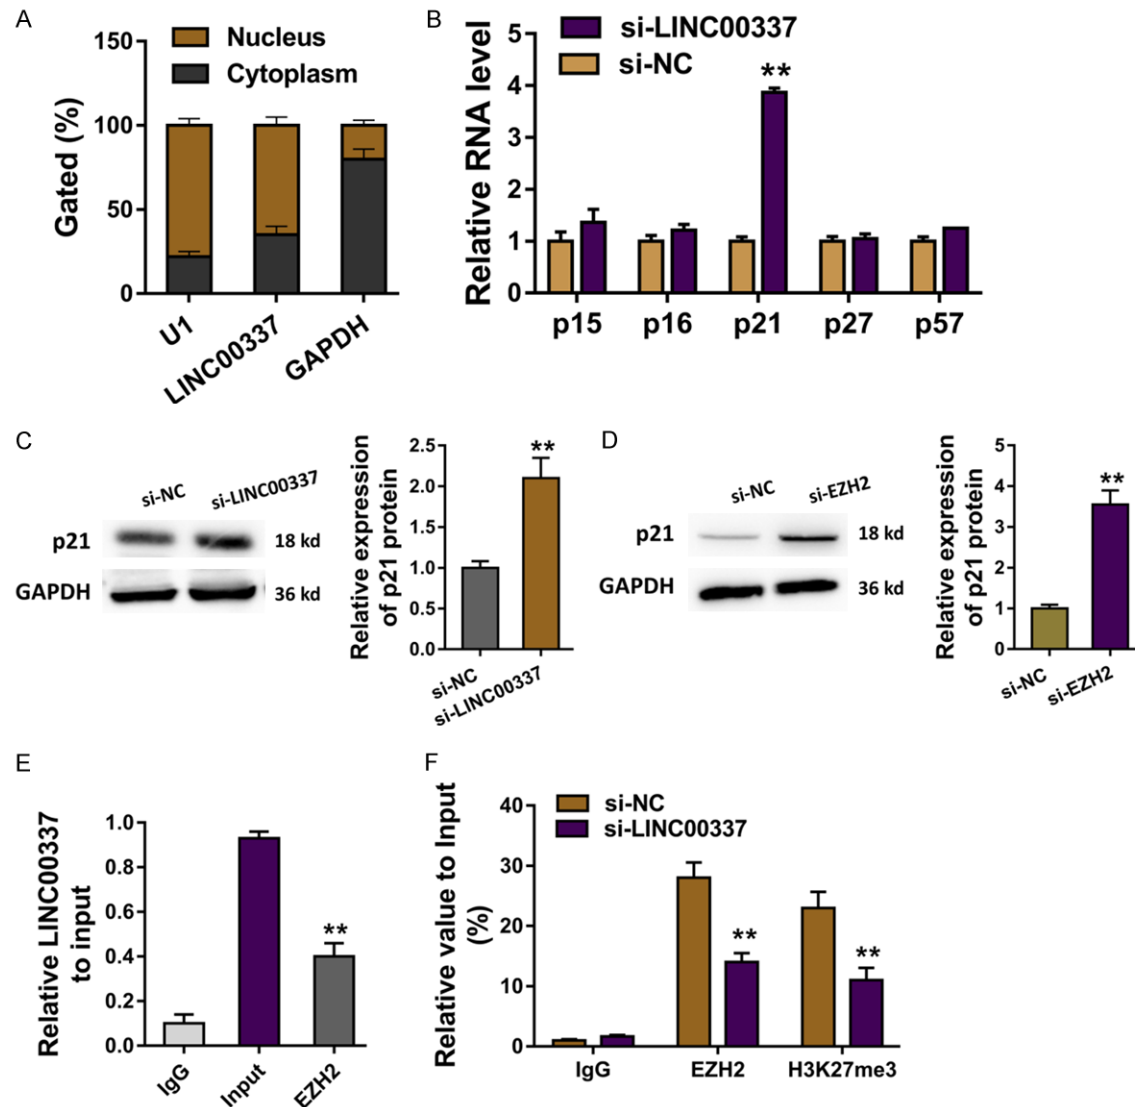 A
Nucleus
Cytoplasm
Gated (%)
150
100
50
0
U1
LINC00337
GAPDH
B
si-LINC00337
si-NC
Relative RNA level
5
4
3
2
1
0
**
p15
p16
p21
p27
p57
C
si-NC
si-LINC00337
p21
18 kd
GAPDH
36 kd
Relative expression
of p21 protein
2.5
2.0
1.5
1.0
0.5
0.0
**
si-NC
si-LINC00337
D
si-NC
si-EZH2
p21
18 kd
GAPDH
36 kd
Relative expression
of p21 protein
5
4
3
2
1
0
**
si-NC
si-EZH2
E
Relative LINC00337
to input
1.0
0.8
0.6
0.4
0.2
0.0
**
IgG
Input
EZH2
F
si-NC
si-LINC00337
Relative value to Input
(%)
40
30
20
10
0
**
**
IgG
EZH2
H3K27me3